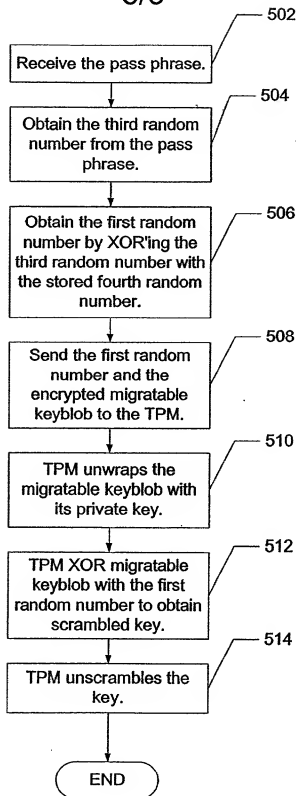 502
Receive the pass phrase.
504
Obtain the third random
number from the pass
phrase.
506
Obtain the first random
number by XOR'ing the
third random number with
the stored fourth random
number.
508
Send the first random
number and the
encrypted migratable
keyblob to the TPM.
510
TPM unwraps the
migratable keyblob with
its private key.
512
TPM XOR migratable
keyblob with the first
random number to obtain
scrambled key.
514
TPM unscrambles the
key.
END